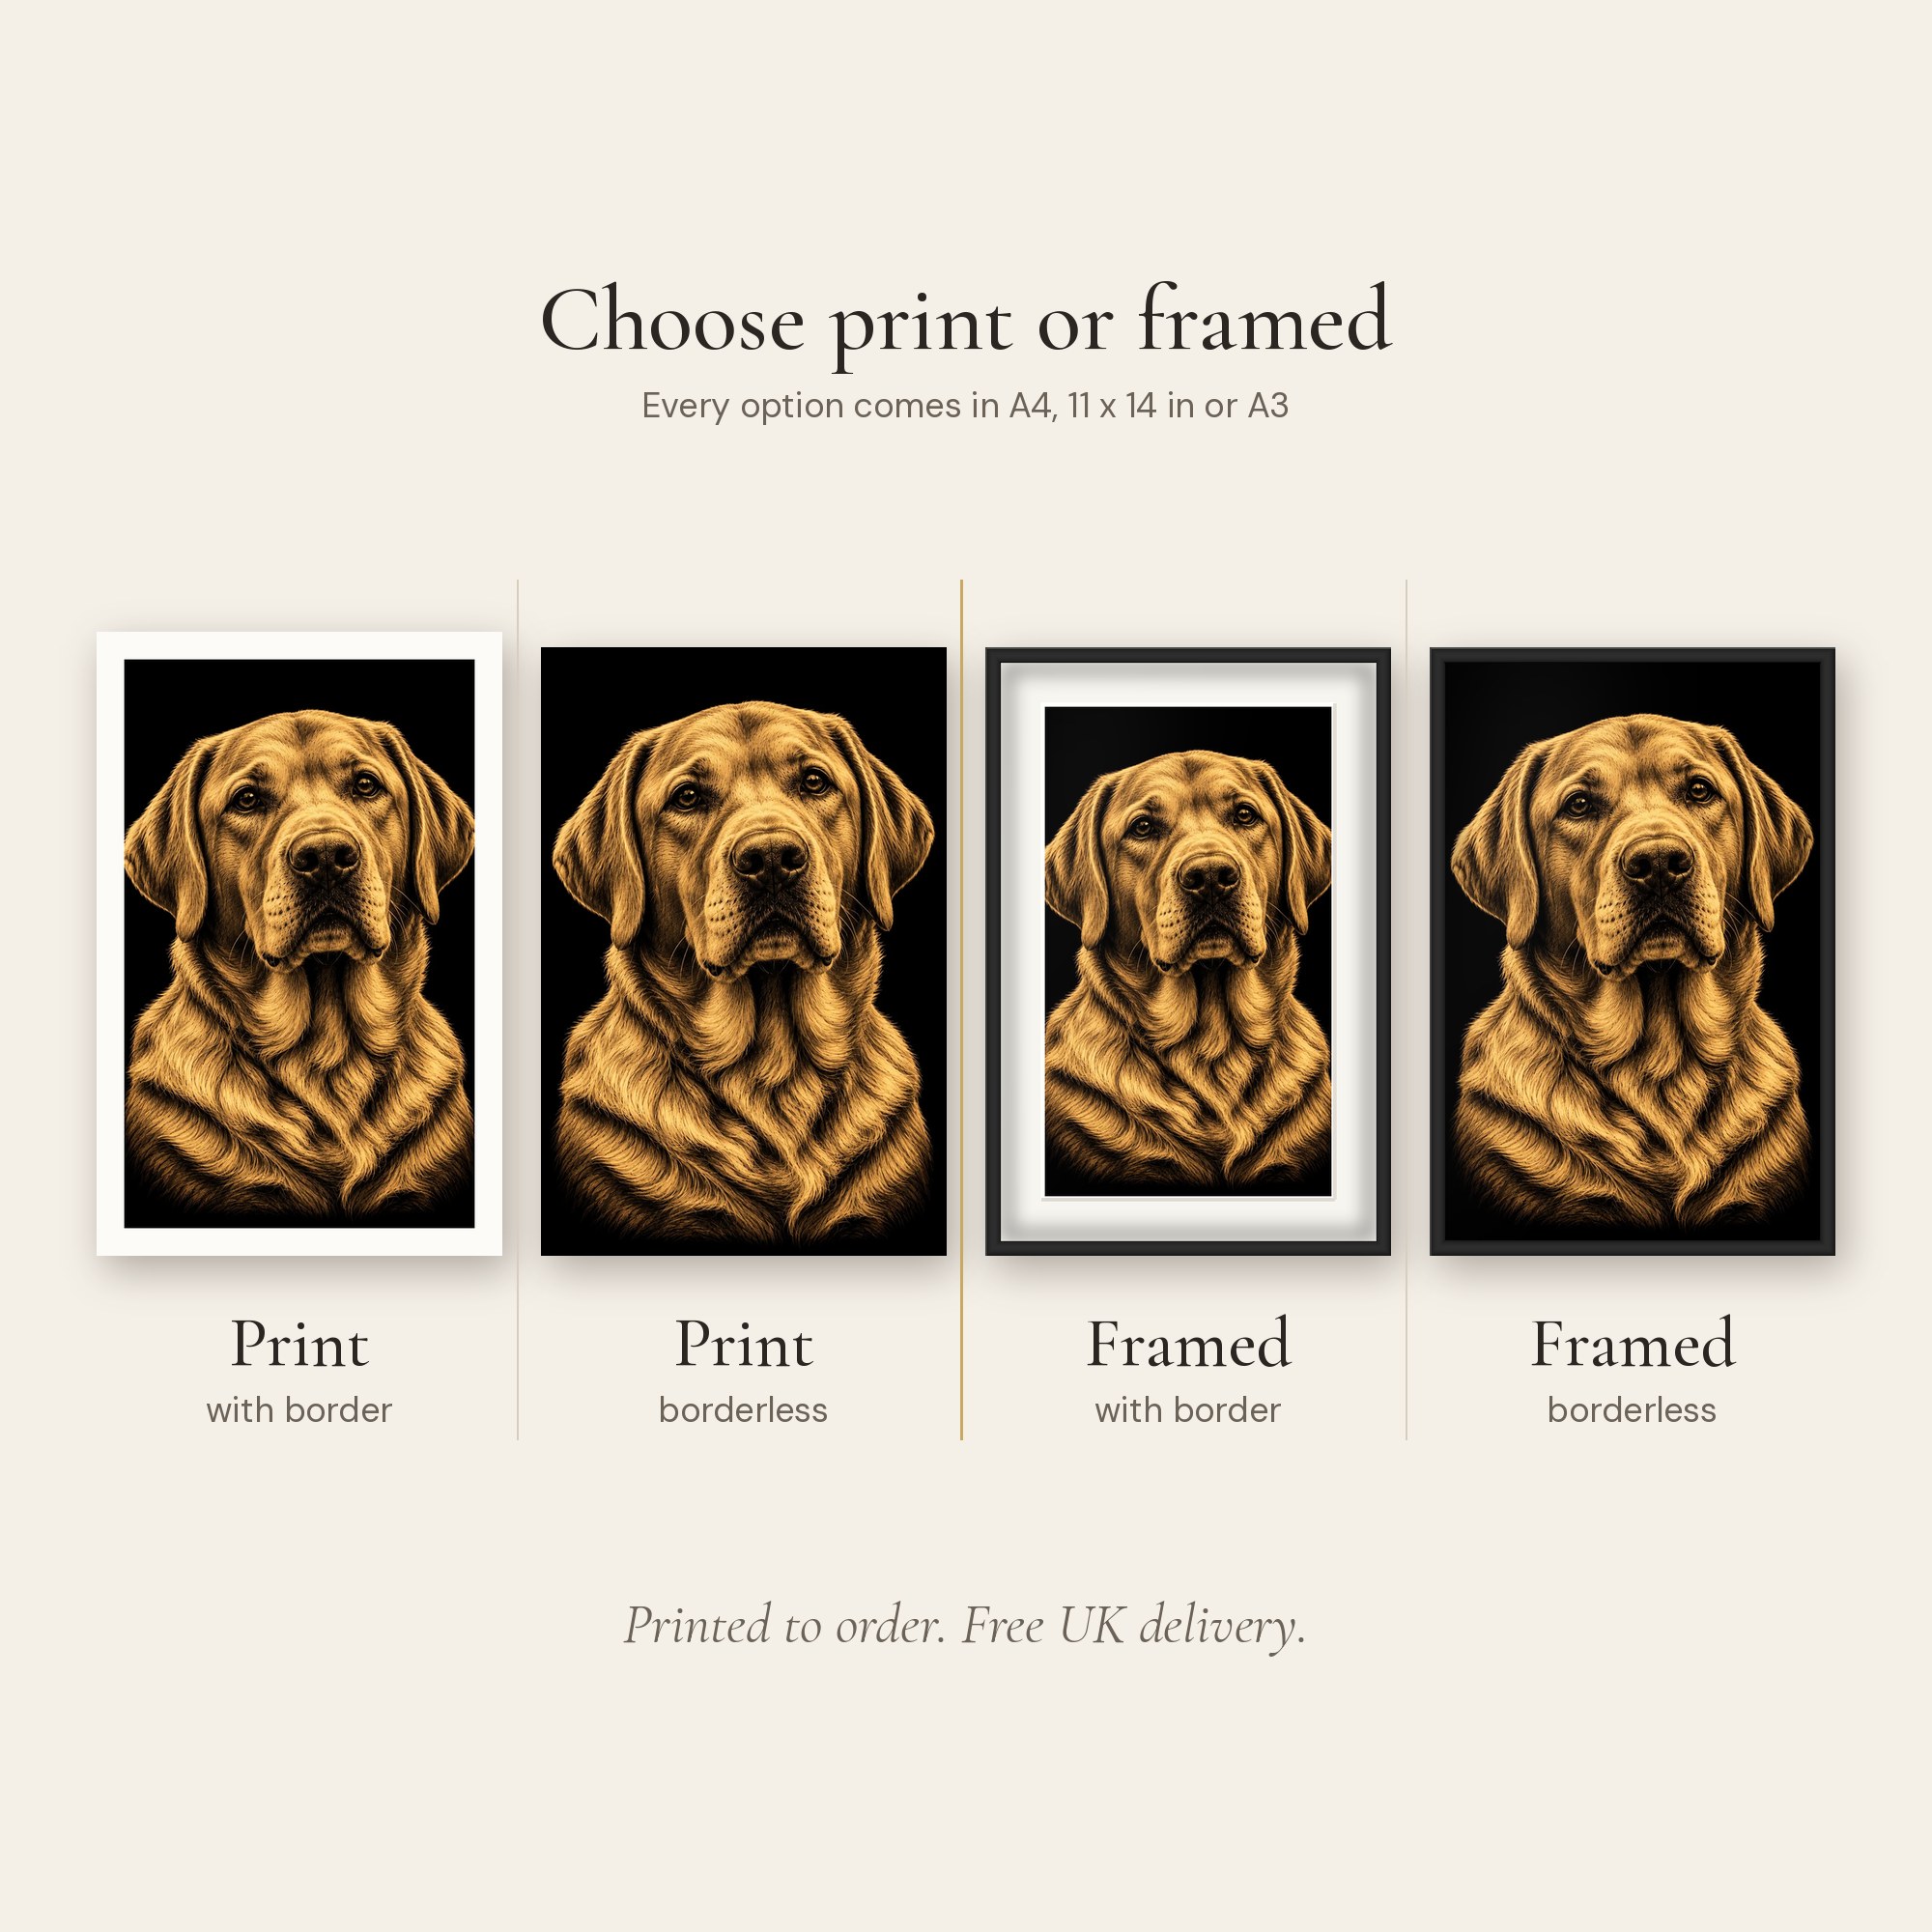 Choose print or framed
Every option comes in A4, 11 x 14 in or A3
Print
with border
Print
borderless
Framed
with border
Framed
borderless
Printed to order. Free UK delivery.